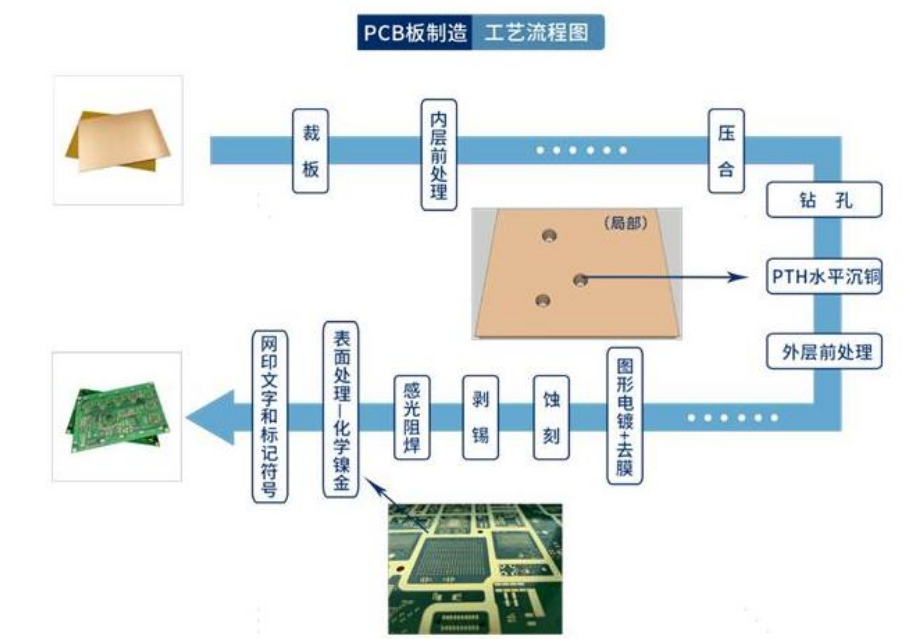 PCB板制造 工艺流程图
裁板
内层前处理
压合
钻 孔
(局部)
PTH水平沉铜
外层前处理
图形电镀+去膜
蚀刻
剥锡
感光阻焊
表面处理—化学镍金
网印文字和标记符号